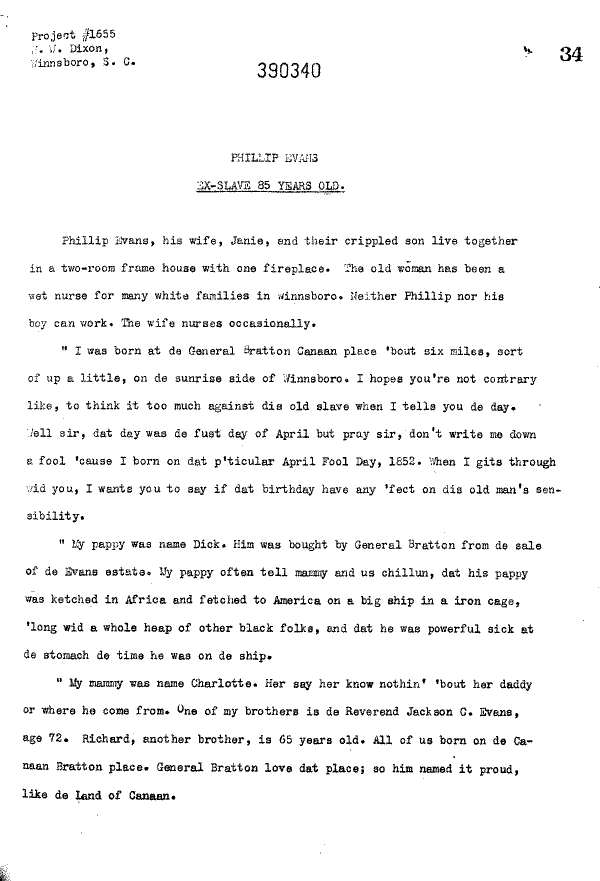 Project #1655
W. W. Dixon,
Winnsboro, S. C.
390340
34
PHILLIP EVANS
EX-SLAVE 85 YEARS OLD.
Phillip Evans, his wife, Janie, and their crippled son live together
in a two-room frame house with one fireplace. The old woman has been a
wet nurse for many white families in Winnsboro. Neither Phillip nor his
boy can work. The wife nurses occasionally.
" I was born at de General Bratton Canaan place 'bout six miles, sort
of up a little, on de sunrise side of Winnsboro. I hopes you're not contrary
like, to think it too much against dis old slave when I tells you de day.
Well sir, dat day was de fust day of April but pray sir, don't write me down
a fool 'cause I born on dat p'ticular April Fool Day, 1852. When I gits through
wid you, I wants you to say if dat birthday have any 'fect on dis old man's sen-
sibility.
" My pappy was name Dick. Him was bought by General Bratton from de sale
of de Evans estate. My pappy often tell mammy and us chillun, dat his pappy
was ketched in Africa and fetched to America on a big ship in a iron cage,
'long wid a whole heap of other black folks, and dat he was powerful sick at
de stomach de time he was on de ship.
" My mammy was name Charlotte. Her say her know nothin' 'bout her daddy
or where he come from. One of my brothers is de Reverend Jackson C. Evans,
age 72. Richard, another brother, is 65 years old. All of us born on de Ca-
naan Bratton place. General Bratton love dat place; so him named it proud,
like de Land of Canaan.